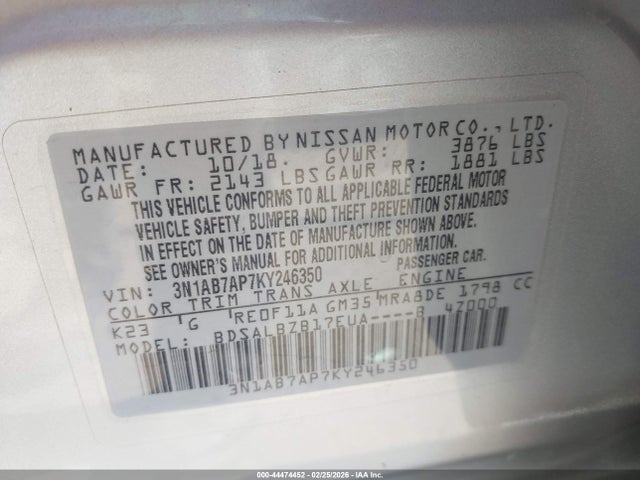 MANUFACTURED BY NISSAN MOTOR CO., LTD.
DATE: 10/18. GVWR: 3876 LBS
GAWR FR: 2143 LBS GAWR RR: 1881 LBS
THIS VEHICLE CONFORMS TO ALL APPLICABLE FEDERAL MOTOR
VEHICLE SAFETY, BUMPER AND THEFT PREVENTION STANDARDS
IN EFFECT ON THE DATE OF MANUFACTURE SHOWN ABOVE.
SEE OWNER'S MANUAL FOR ADDITIONAL INFORMATION.
VIN: 3N1AB7AP7KY246350 PASSENGER CAR.
COLOR TRIM TRANS AXLE ENGINE
K23 G RE0F11A GM35 MRA8DE 1798 CC
MODEL: BDSALBZB17EUA----B 4Z000
3N1AB7AP7KY246350
000-44474452 - 02/25/2026 - IAA Inc.